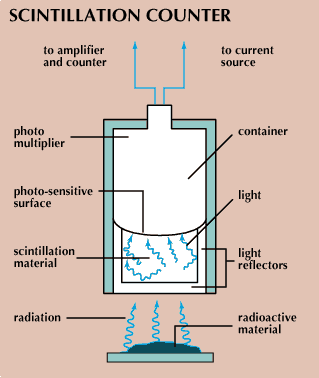 SCINTILLATION COUNTER
to amplifier
and counter
to current
source
photo
multiplier
container
photo-sensitive
surface
light
scintillation
material
light
reflectors
radiation
radioactive
material